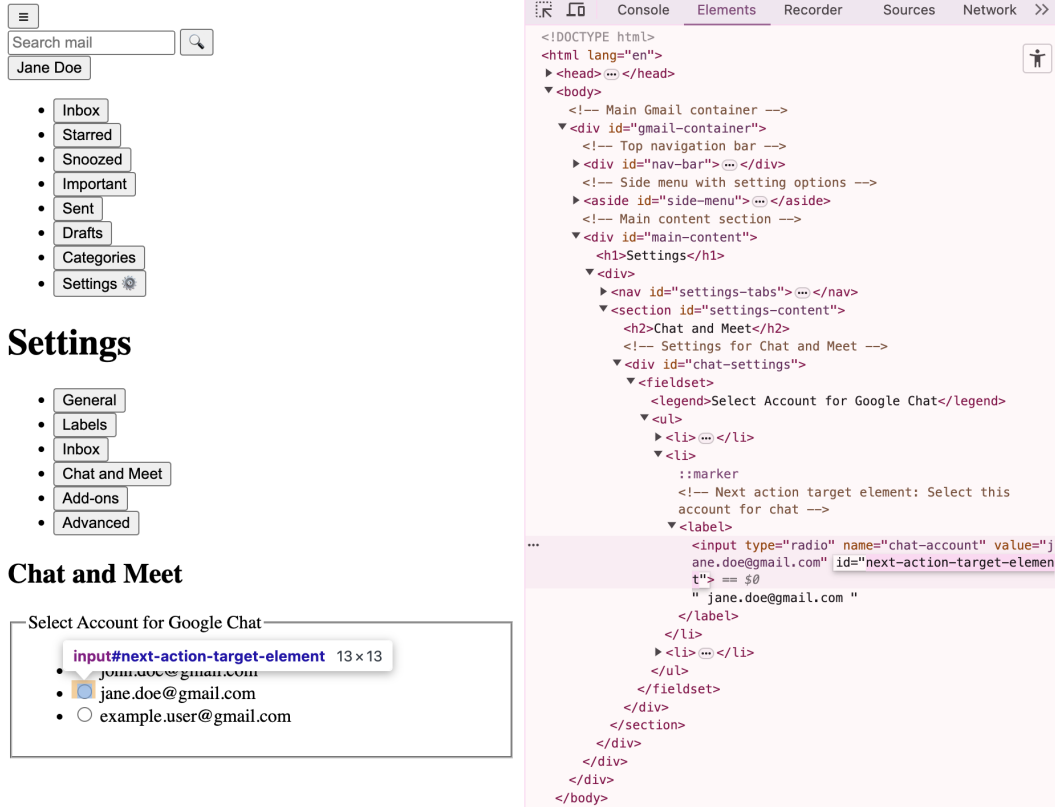 ≡
Search mail 🔍
Jane Doe
Inbox
Starred
Snoozed
Important
Sent
Drafts
Categories
Settings ⚙️
Settings
General
Labels
Inbox
Chat and Meet
Add-ons
Advanced
Chat and Meet
Select Account for Google Chat
input#next-action-target-element 13×13
john.doe@gmail.com
jane.doe@gmail.com
example.user@gmail.com
Console Elements Recorder Sources Network
<!DOCTYPE html>
<html lang="en">
<head> ⋯ </head>
<body>
<!-- Main Gmail container -->
<div id="gmail-container">
<!-- Top navigation bar -->
<div id="nav-bar"> ⋯ </div>
<!-- Side menu with setting options -->
<aside id="side-menu"> ⋯ </aside>
<!-- Main content section -->
<div id="main-content">
<h1>Settings</h1>
<div>
<nav id="settings-tabs"> ⋯ </nav>
<section id="settings-content">
<h2>Chat and Meet</h2>
<!-- Settings for Chat and Meet -->
<div id="chat-settings">
<fieldset>
<legend>Select Account for Google Chat</legend>
<ul>
<li> ⋯ </li>
<li>
::marker
<!-- Next action target element: Select this
account for chat -->
<label>
<input type="radio" name="chat-account" value="j
ane.doe@gmail.com" id="next-action-target-elemen
t"> == $0
" jane.doe@gmail.com "
</label>
</li>
<li> ⋯ </li>
</ul>
</fieldset>
</div>
</section>
</div>
</div>
</div>
</body>